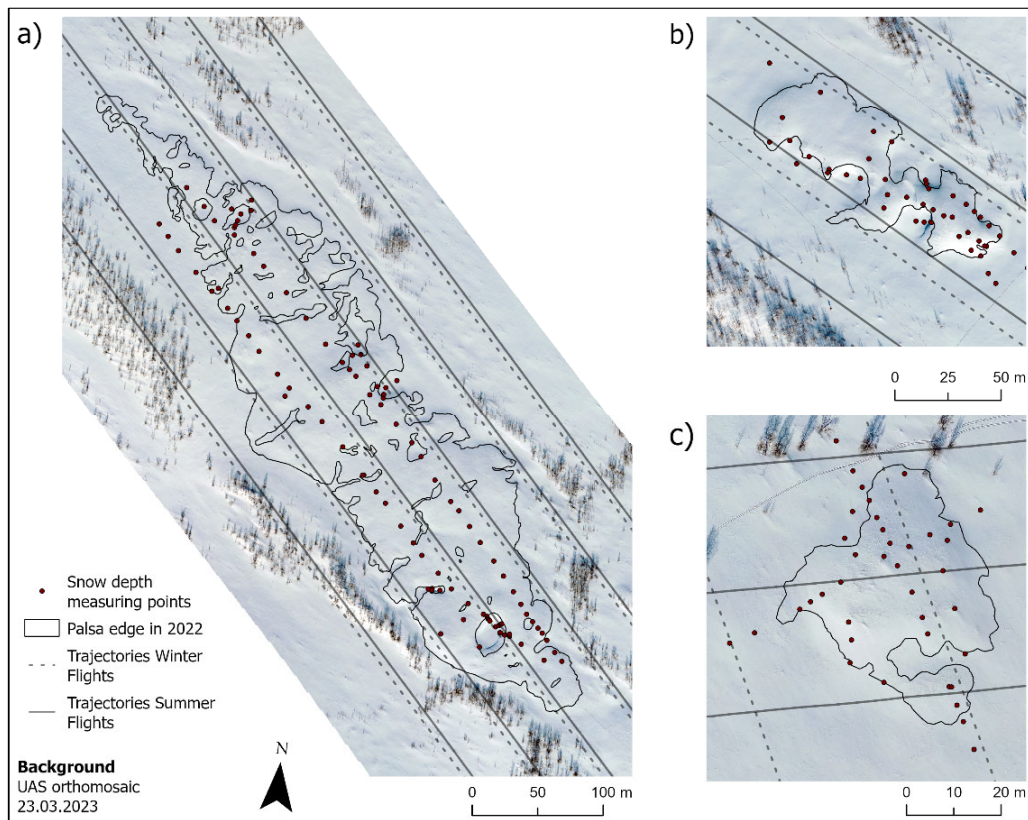 a)
b)
c)
Snow depth
measuring points
Palsa edge in 2022
Trajectories Winter
Flights
Trajectories Summer
Flights
Background
UAS orthomosaic
23.03.2023
N
0 50 100 m
0 25 50 m
0 10 20 m